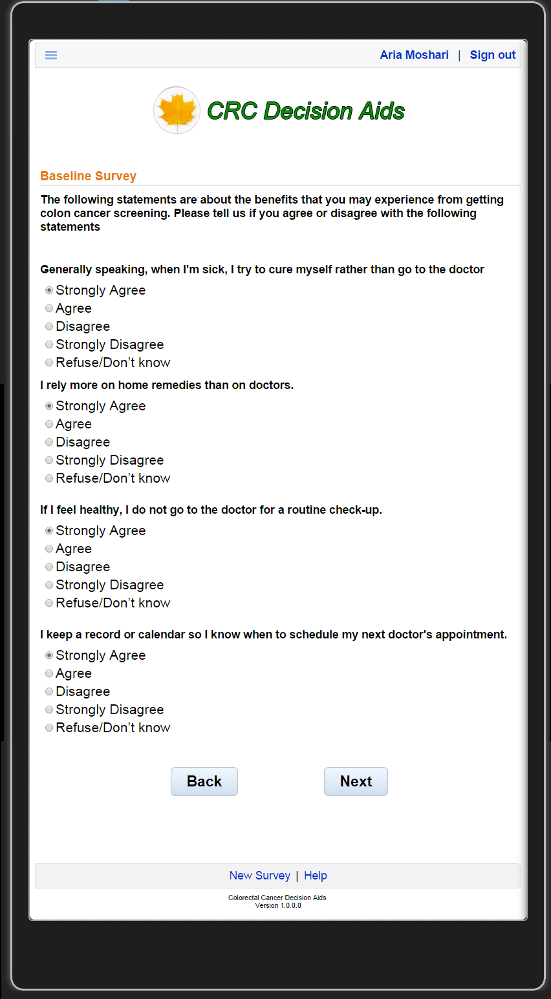 Aria Moshari | Sign out
CRC Decision Aids
Baseline Survey
The following statements are about the benefits that you may experience from getting
colon cancer screening. Please tell us if you agree or disagree with the following
statements
Generally speaking, when I'm sick, I try to cure myself rather than go to the doctor
Strongly Agree
Agree
Disagree
Strongly Disagree
Refuse/Don’t know
I rely more on home remedies than on doctors.
Strongly Agree
Agree
Disagree
Strongly Disagree
Refuse/Don’t know
If I feel healthy, I do not go to the doctor for a routine check-up.
Strongly Agree
Agree
Disagree
Strongly Disagree
Refuse/Don’t know
I keep a record or calendar so I know when to schedule my next doctor's appointment.
Strongly Agree
Agree
Disagree
Strongly Disagree
Refuse/Don’t know
Back Next
New Survey | Help
Colorectal Cancer Decision Aids
Version 1.0.0.0